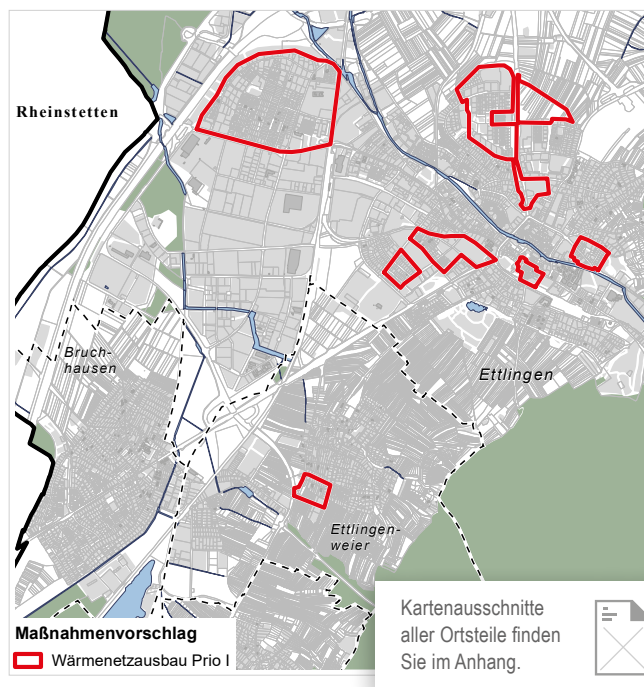 Rheinstetten
Bruch-
hausen
Ettlingen
Ettlingen-
weier
Maßnahmenvorschlag
Wärmenetzausbau Prio I
Kartenausschnitte
aller Ortsteile finden
Sie im Anhang.